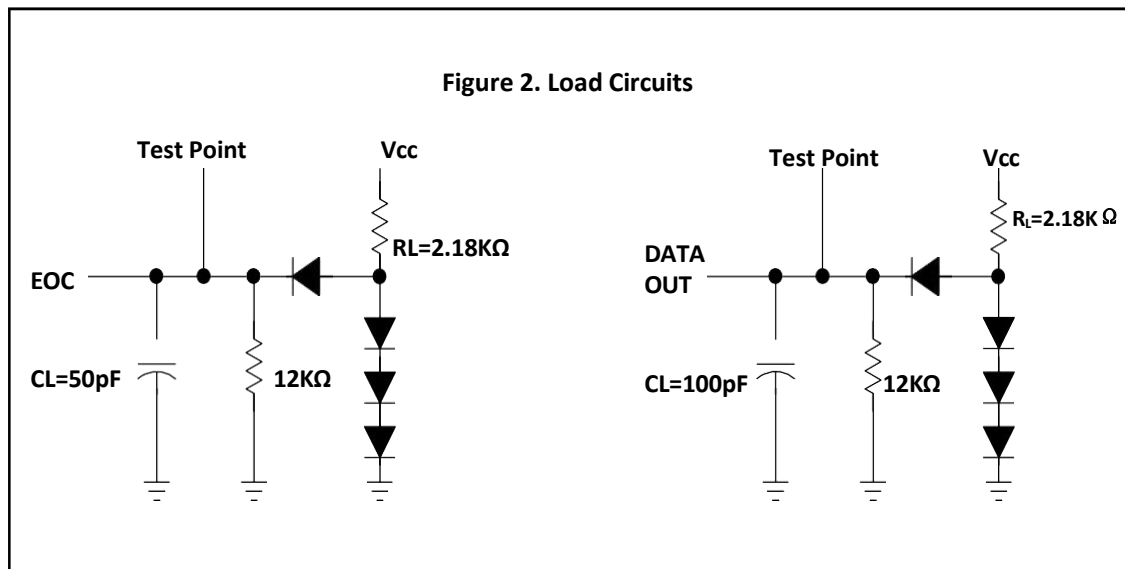 Figure 2. Load Circuits
Test Point
Vcc
RL=2.18KΩ
EOC
CL=50pF
12KΩ
Test Point
Vcc
RL=2.18K Ω
DATA
OUT
CL=100pF
12KΩ